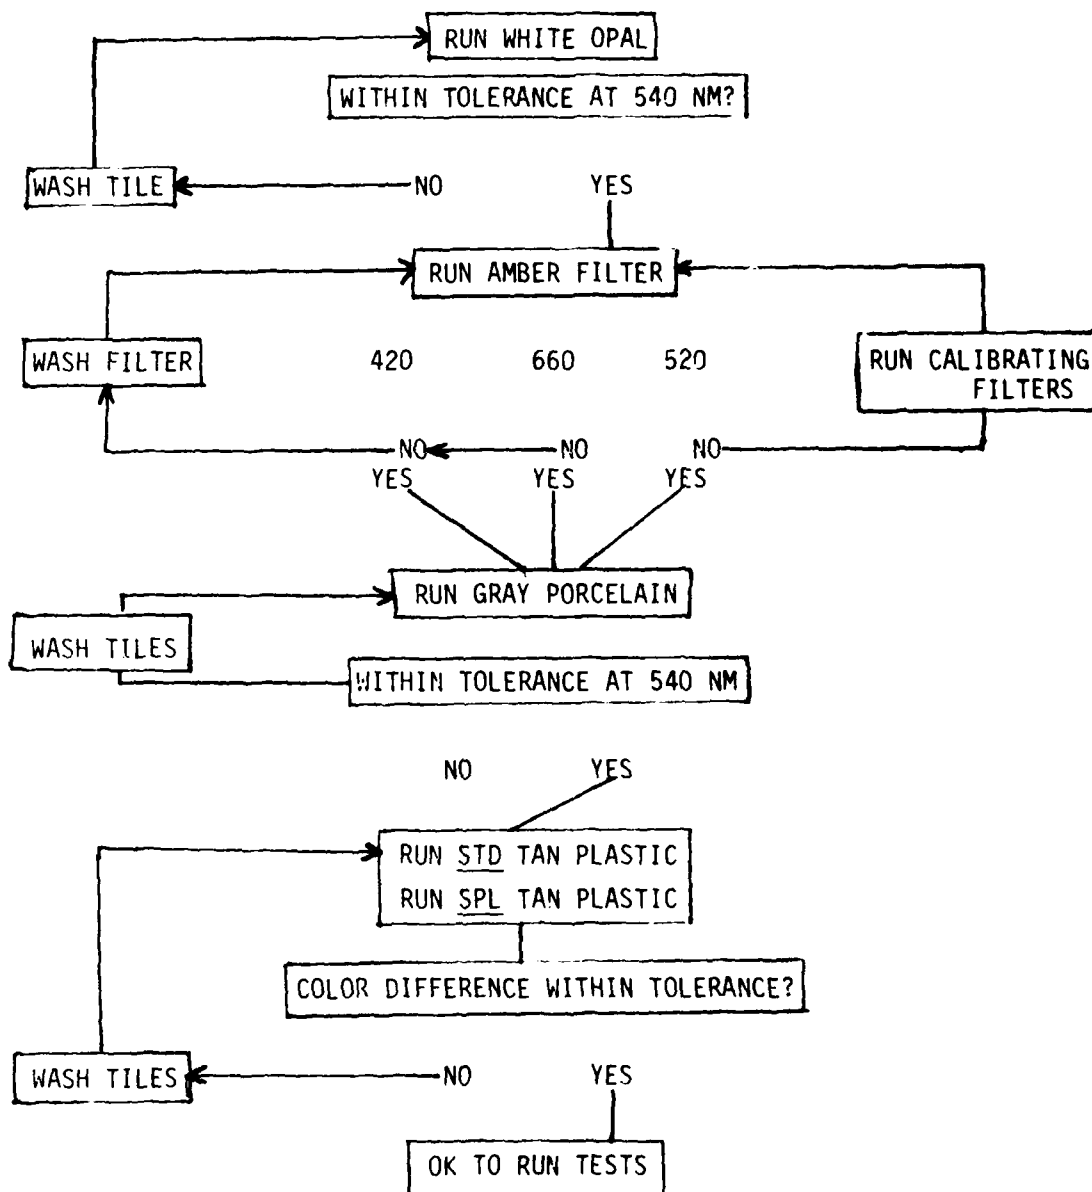 RUN WHITE OPAL
WITHIN TOLERANCE AT 540 NM?
WASH TILE
NO
YES
RUN AMBER FILTER
WASH FILTER
420
660
520
RUN CALIBRATING
FILTERS
NO
NO
NO
YES
YES
YES
RUN GRAY PORCELAIN
WASH TILES
WITHIN TOLERANCE AT 540 NM
NO
YES
RUN STD TAN PLASTIC
RUN SPL TAN PLASTIC
COLOR DIFFERENCE WITHIN TOLERANCE?
WASH TILES
NO
YES
OK TO RUN TESTS